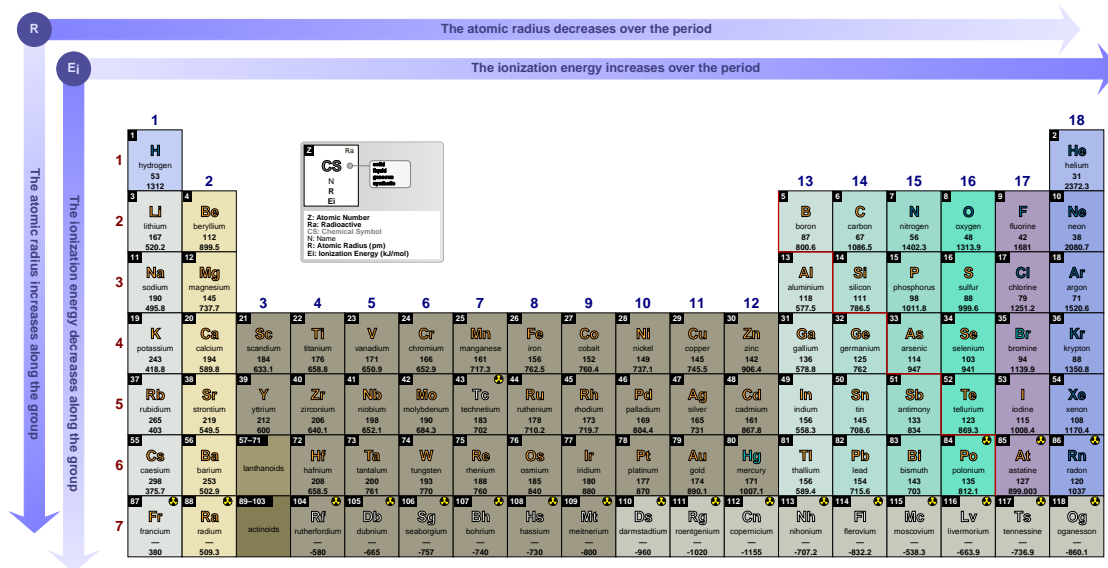 R
The atomic radius decreases over the period
Ei
The ionization energy increases over the period
The atomic radius increases along the group
The ionization energy decreases along the group
1 18
1 H hydrogen 53 1312
2 He helium 31 2372.3
Z Ra CS N R Ei
solid
liquid
gaseous
synthetic
Z: Atomic Number
Ra: Radioactive
CS: Chemical Symbol
N: Name
R: Atomic Radius (pm)
Ei: Ionization Energy (kJ/mol)
2 13 14 15 16 17
1
2
3 Li lithium 167 520.2
4 Be beryllium 112 899.5
5 B boron 87 800.6
6 C carbon 67 1086.5
7 N nitrogen 56 1402.3
8 O oxygen 48 1313.9
9 F fluorine 42 1681
10 Ne neon 38 2080.7
3
11 Na sodium 190 495.8
12 Mg magnesium 145 737.7
13 Al aluminium 118 577.5
14 Si silicon 111 786.5
15 P phosphorus 98 1011.8
16 S sulfur 88 999.6
17 Cl chlorine 79 1251.2
18 Ar argon 71 1520.6
3 4 5 6 7 8 9 10 11 12
4
19 K potassium 243 418.8
20 Ca calcium 194 589.8
21 Sc scandium 184 633.1
22 Ti titanium 176 658.8
23 V vanadium 171 650.9
24 Cr chromium 166 652.9
25 Mn manganese 161 717.3
26 Fe iron 156 762.5
27 Co cobalt 152 760.4
28 Ni nickel 149 737.1
29 Cu copper 145 745.5
30 Zn zinc 142 906.4
31 Ga gallium 136 578.8
32 Ge germanium 125 762
33 As arsenic 114 947
34 Se selenium 103 941
35 Br bromine 94 1139.9
36 Kr krypton 88 1350.8
5
37 Rb rubidium 265 403
38 Sr strontium 219 549.5
39 Y yttrium 212 600
40 Zr zirconium 206 640.1
41 Nb niobium 198 652.1
42 Mo molybdenum 190 684.3
43 Tc technetium 183 702
44 Ru ruthenium 178 710.2
45 Rh rhodium 173 719.7
46 Pd palladium 169 804.4
47 Ag silver 165 731
48 Cd cadmium 161 867.8
49 In indium 156 558.3
50 Sn tin 145 708.6
51 Sb antimony 133 834
52 Te tellurium 123 869.3
53 I iodine 115 1008.4
54 Xe xenon 108 1170.4
6
55 Cs caesium 298 375.7
56 Ba barium 253 502.9
57–71 lanthanoids
72 Hf hafnium 208 658.5
73 Ta tantalum 200 761
74 W tungsten 193 770
75 Re rhenium 188 760
76 Os osmium 185 840
77 Ir iridium 180 880
78 Pt platinum 177 870
79 Au gold 174 890.1
80 Hg mercury 171 1007.1
81 Tl thallium 156 589.4
82 Pb lead 154 715.6
83 Bi bismuth 143 703
84 Po polonium 135 812.1
85 At astatine 127 899.003
86 Rn radon 120 1037
7
87 Fr francium — 380
88 Ra radium — 509.3
89–103 actinoids
104 Rf rutherfordium — -580
105 Db dubnium — -665
106 Sg seaborgium — -757
107 Bh bohrium — -740
108 Hs hassium — -730
109 Mt meitnerium — -800
110 Ds darmstadtium — -960
111 Rg roentgenium — -1020
112 Cn copernicium — -1155
113 Nh nihonium — -707.2
114 Fl flerovium — -832.2
115 Mc moscovium — -538.3
116 Lv livermorium — -663.9
117 Ts tennessine — -736.9
118 Og oganesson — -860.1